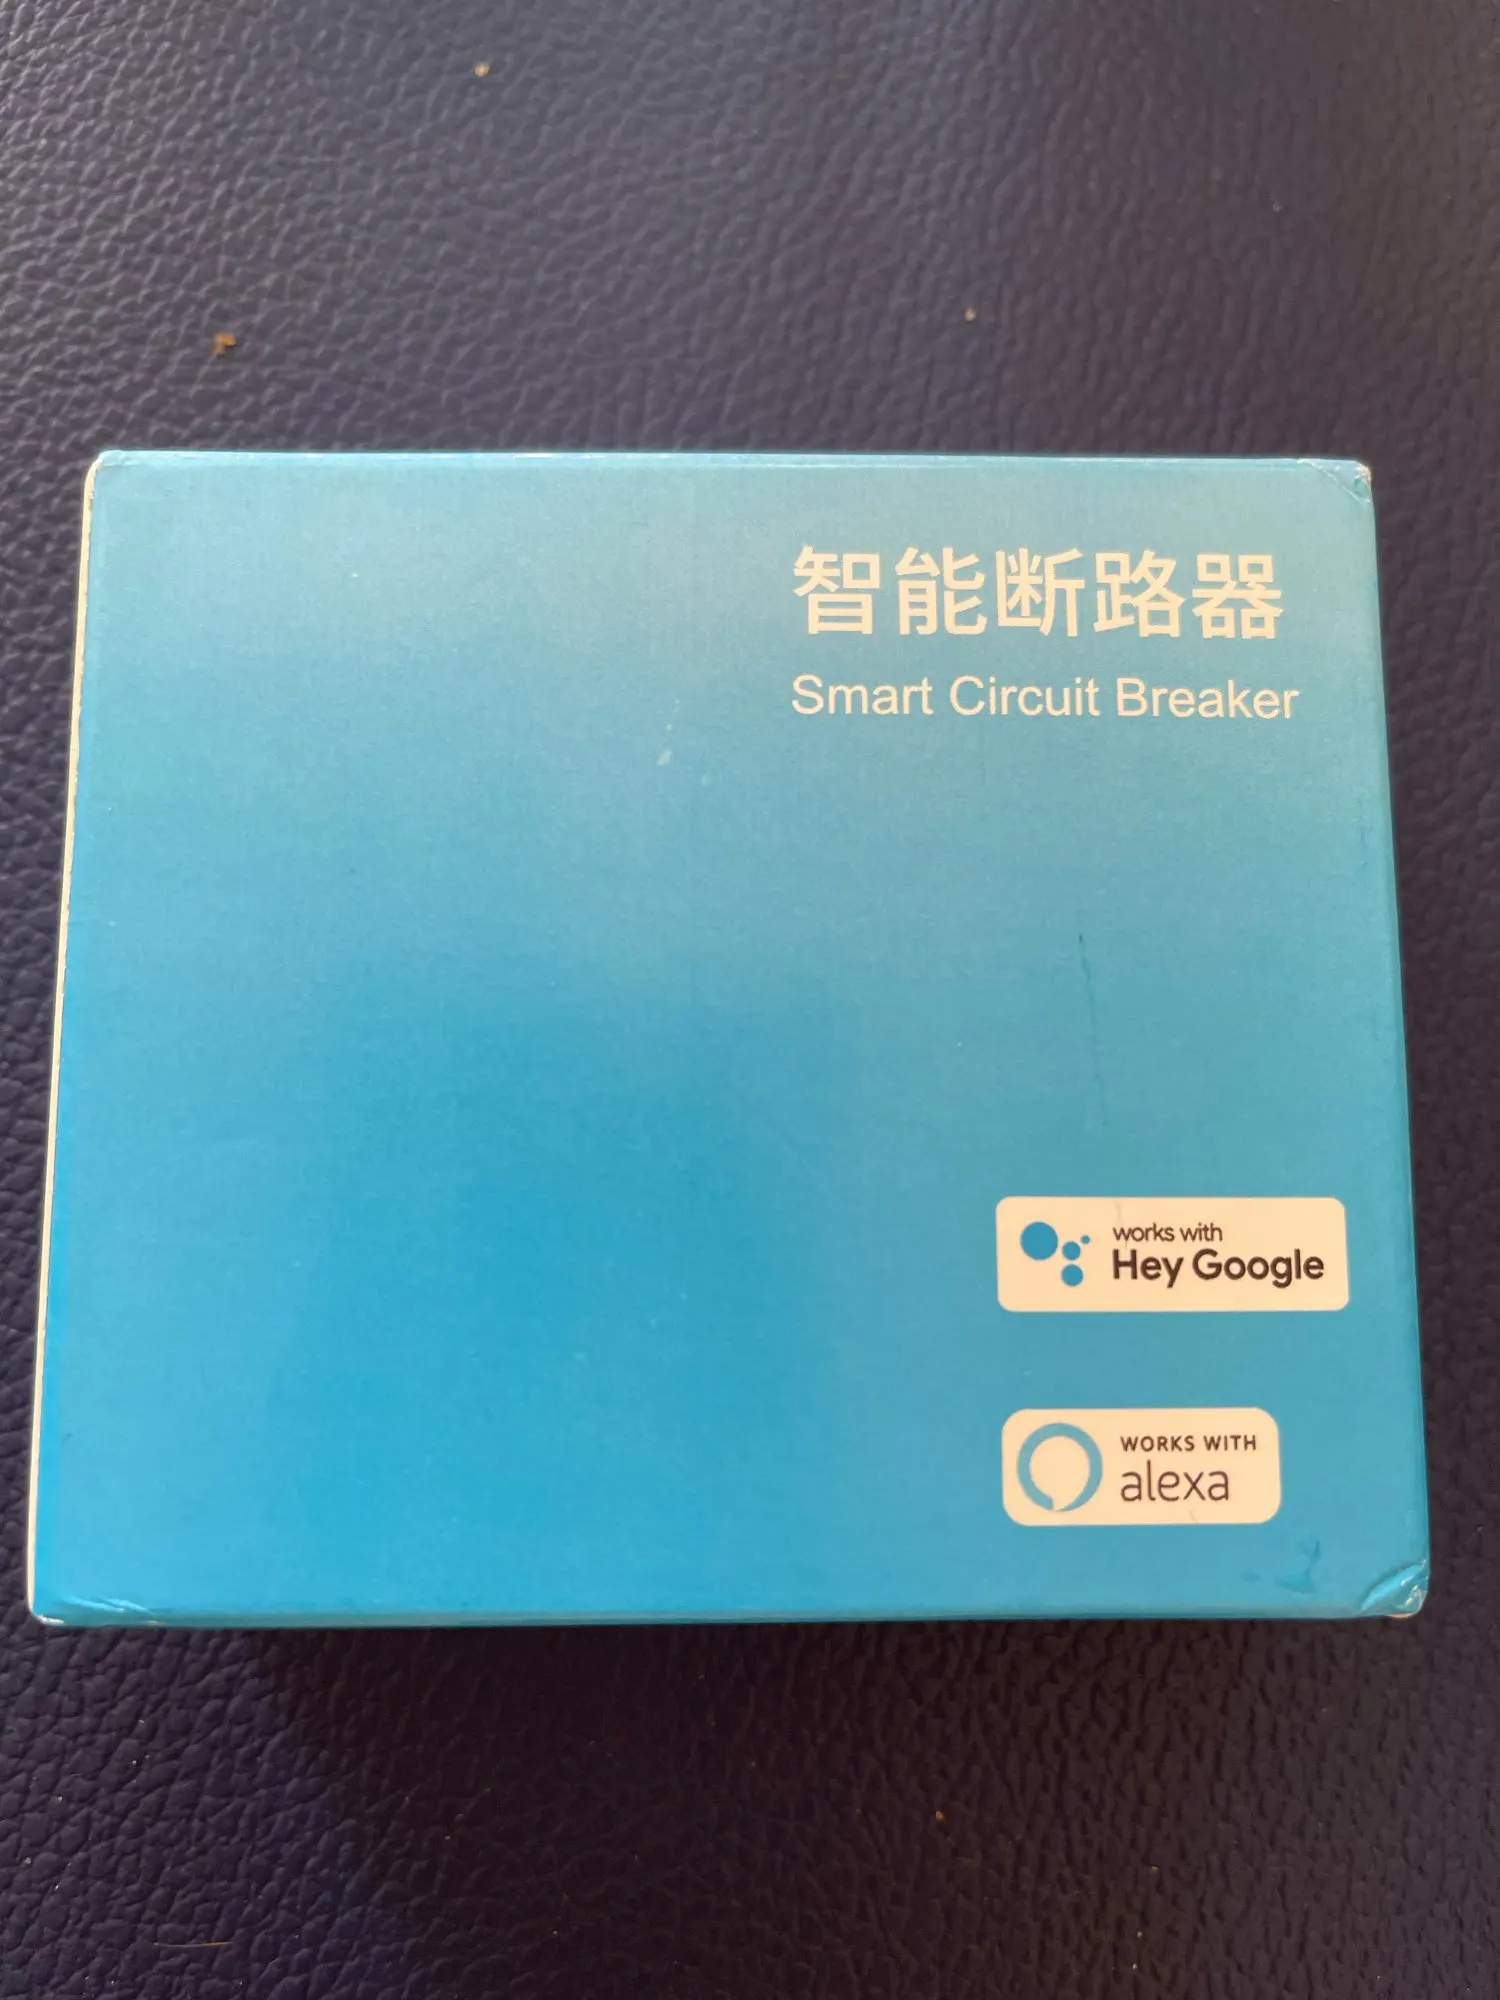 智能断路器
Smart Circuit Breaker
works with
Hey Google
WORKS WITH
alexa